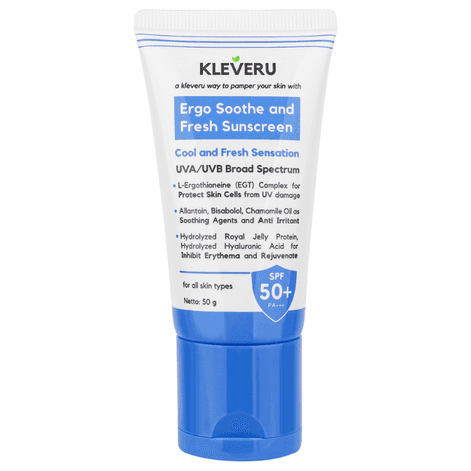 KLEVERU
a kleveru way to pamper your skin with
Ergo Soothe and
Fresh Sunscreen
Cool and Fresh Sensation
UVA/UVB Broad Spectrum
• L-Ergothioneine (EGT) Complex for
Protect Skin Cells from UV damage
• Allantoin, Bisabolol, Chamomile Oil as
Soothing Agents and Anti Irritant
• Hydrolyzed Royal Jelly Protein,
Hydrolyzed Hyaluronic Acid for
Inhibit Erythema and Rejuvenate
for all skin types
Netto: 50 g
SPF
50+
PA++++